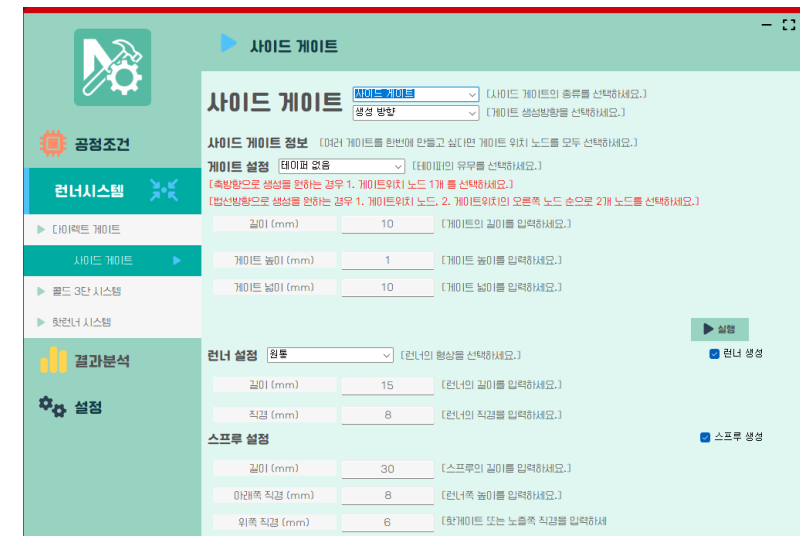 사이드 게이트
사이드 게이트 사이드 게이트 [사이드 게이트의 종류를 선택하세요.]
생성 방향 [게이트 생성방향을 선택하세요.]
공정조건
런너시스템
다이렉트 게이트
사이드 게이트
콜드 3단 시스템
핫런너 시스템
결과분석
설정
사이드 게이트 정보 [여러 게이트를 한번에 만들고 싶다면 게이트 위치 노드를 모두 선택하세요.]
게이트 설정 테이퍼 없음 [테이퍼의 유무를 선택하세요.]
[축방향으로 생성을 원하는 경우 1. 게이트위치 노드 1개 를 선택하세요.]
[법선방향으로 생성을 원하는 경우 1. 게이트위치 노드, 2. 게이트위치의 오른쪽 노드 순으로 2개 노드를 선택하세요.]
길이 (mm) 10 [게이트의 길이를 입력하세요.]
게이트 높이 (mm) 1 [게이트 높이를 입력하세요.]
게이트 넓이 (mm) 10 [게이트 넓이를 입력하세요.]
실행
런너 설정 원통 [런너의 형상을 선택하세요.] 런너 생성
길이 (mm) 15 [런너의 길이를 입력하세요.]
직경 (mm) 8 [런너의 직경을 입력하세요.]
스프루 설정 스프루 생성
길이 (mm) 30 [스프루의 길이를 입력하세요.]
아래쪽 직경 (mm) 8 [런너쪽 높이를 입력하세요.]
위쪽 직경 (mm) 6 [핫게이트 또는 노즐쪽 직경을 입력하세